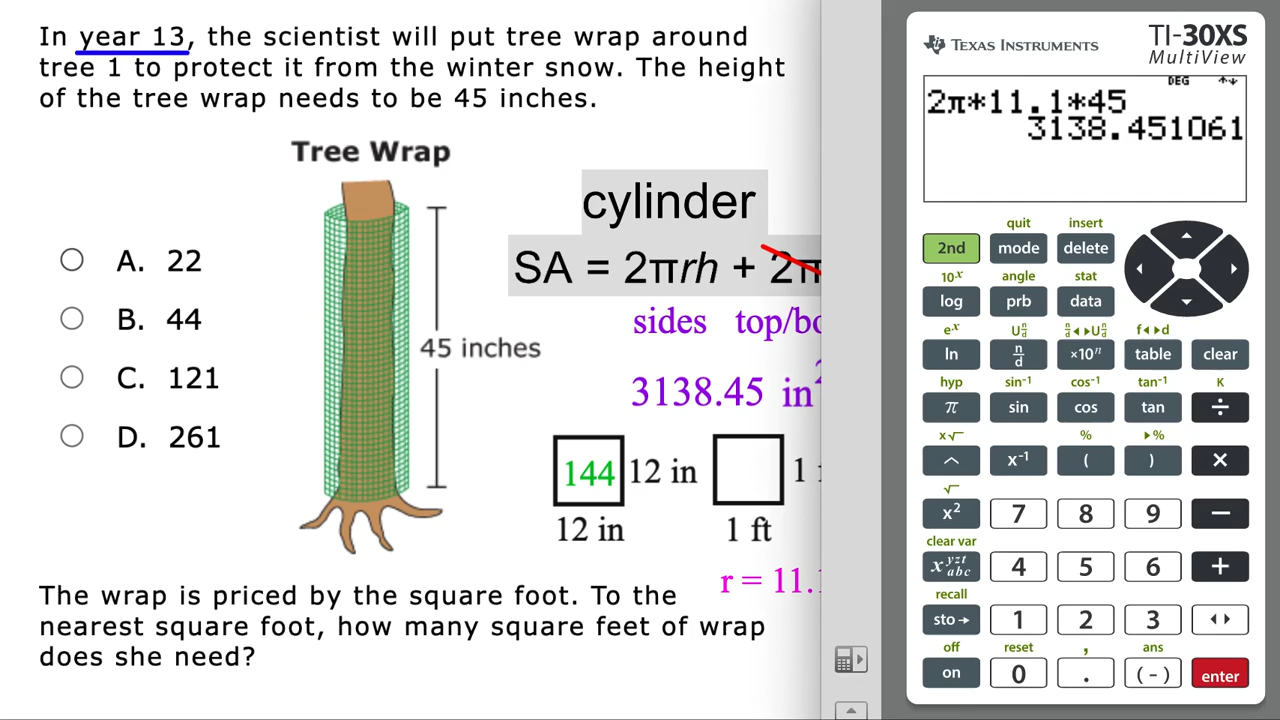 In year 13, the scientist will put tree wrap around
tree 1 to protect it from the winter snow. The height
of the tree wrap needs to be 45 inches.
Tree Wrap
A. 22
B. 44
C. 121
D. 261
45 inches
cylinder
SA = 2πrh + 2π
sides top/bo
3138.45 in²
144 12 in 1
12 in 1 ft
r = 11.1
The wrap is priced by the square foot. To the
nearest square foot, how many square feet of wrap
does she need?
TEXAS INSTRUMENTS
TI-30XS
MultiView
DEG
2π*11.1*45
3138.451061
quit insert
2nd mode delete
10ˣ angle stat
log prb data
eˣ U n/d n/d ◄► U n/d f◄►d
ln n/d ×10ⁿ table clear
hyp sin⁻¹ cos⁻¹ tan⁻¹ K
π sin cos tan ÷
x√ % ►%
^ x⁻¹ ( ) ×
√
x² 7 8 9 −
clear var
x yzt abc 4 5 6 +
recall
sto→ 1 2 3 ◄►
off reset , ans
on 0 . (-) enter